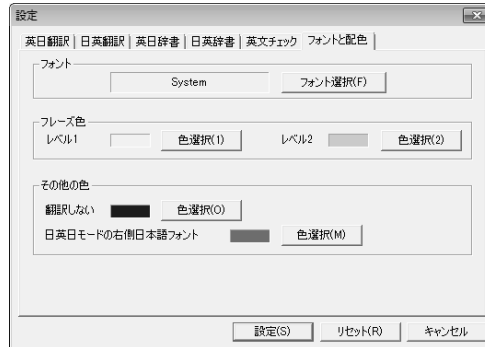 設定
英日翻訳 日英翻訳 英日辞書 日英辞書 英文チェック フォントと配色
フォント
System フォント選択(F)
フレーズ色
レベル1 色選択(1) レベル2 色選択(2)
その他の色
翻訳しない 色選択(O)
日英日モードの右側日本語フォント 色選択(M)
設定(S) リセット(R) キャンセル